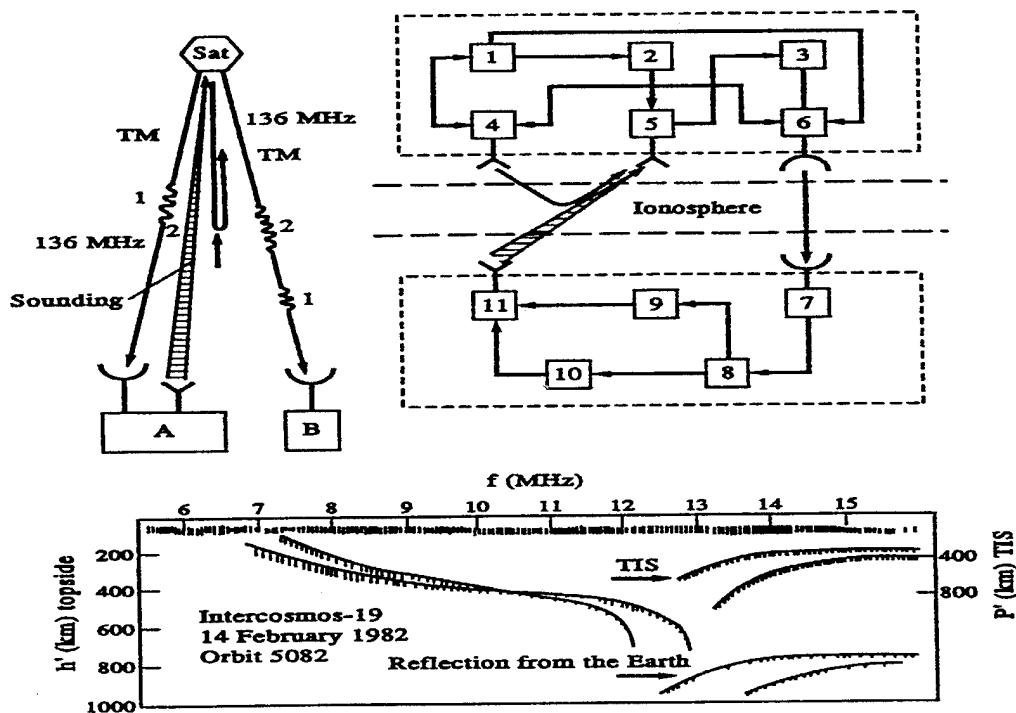 Sat
136 MHz
TM
TM
1
2
2
136 MHz
Sounding
1
A
B
1
2
3
4
5
6
Ionosphere
11
9
7
10
8
f (MHz)
6 7 8 9 10 11 12 13 14 15
h' (km) topside
200
400
600
800
1000
P' (km) TIS
400
800
TIS
Intercosmos-19
14 February 1982
Orbit 5082
Reflection from the Earth